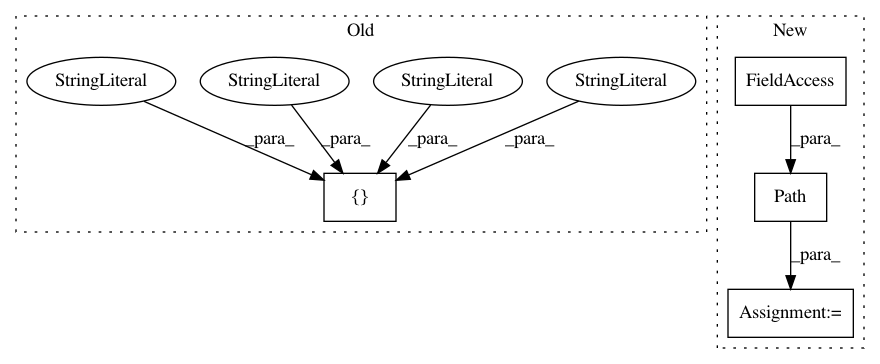 Old
New
StringLiteral
StringLiteral
StringLiteral
StringLiteral
FieldAccess
_para_
_para_
_para_
_para_
_para_
{}
Path
_para_
Assignment:=